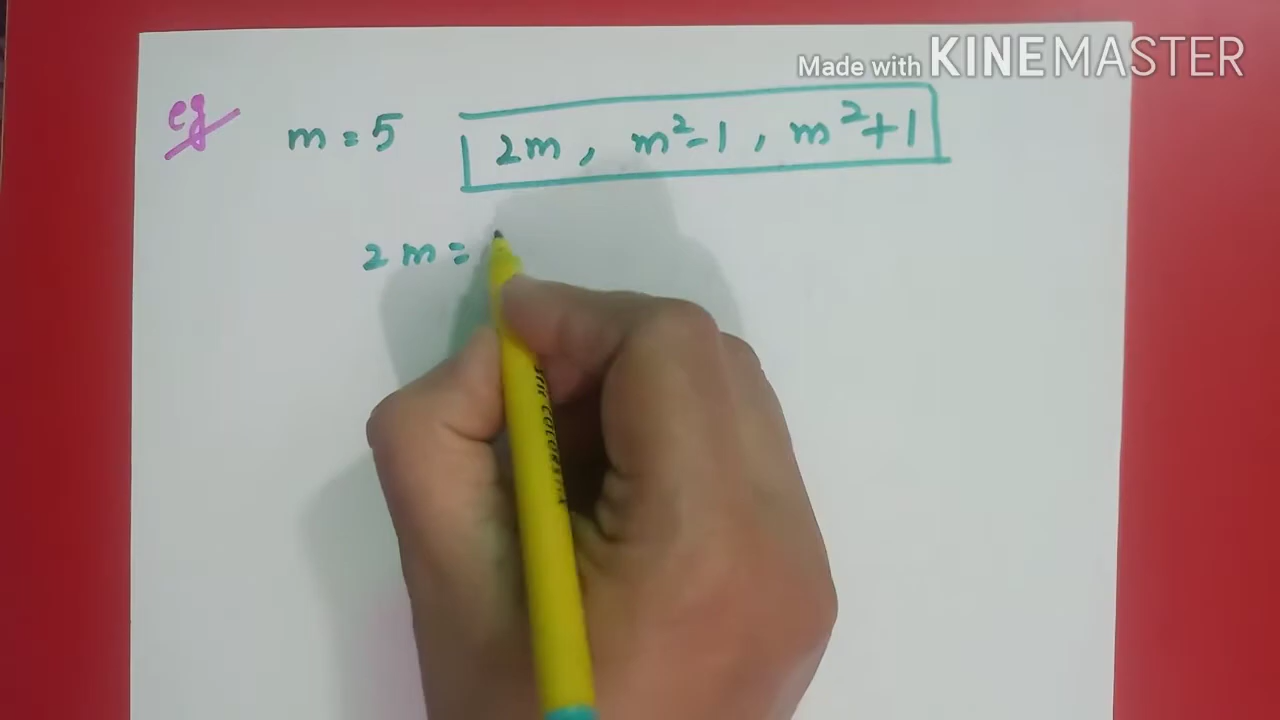 Made with KINEMASTER
eg m = 5 2m , m²-1 , m²+1
2m =